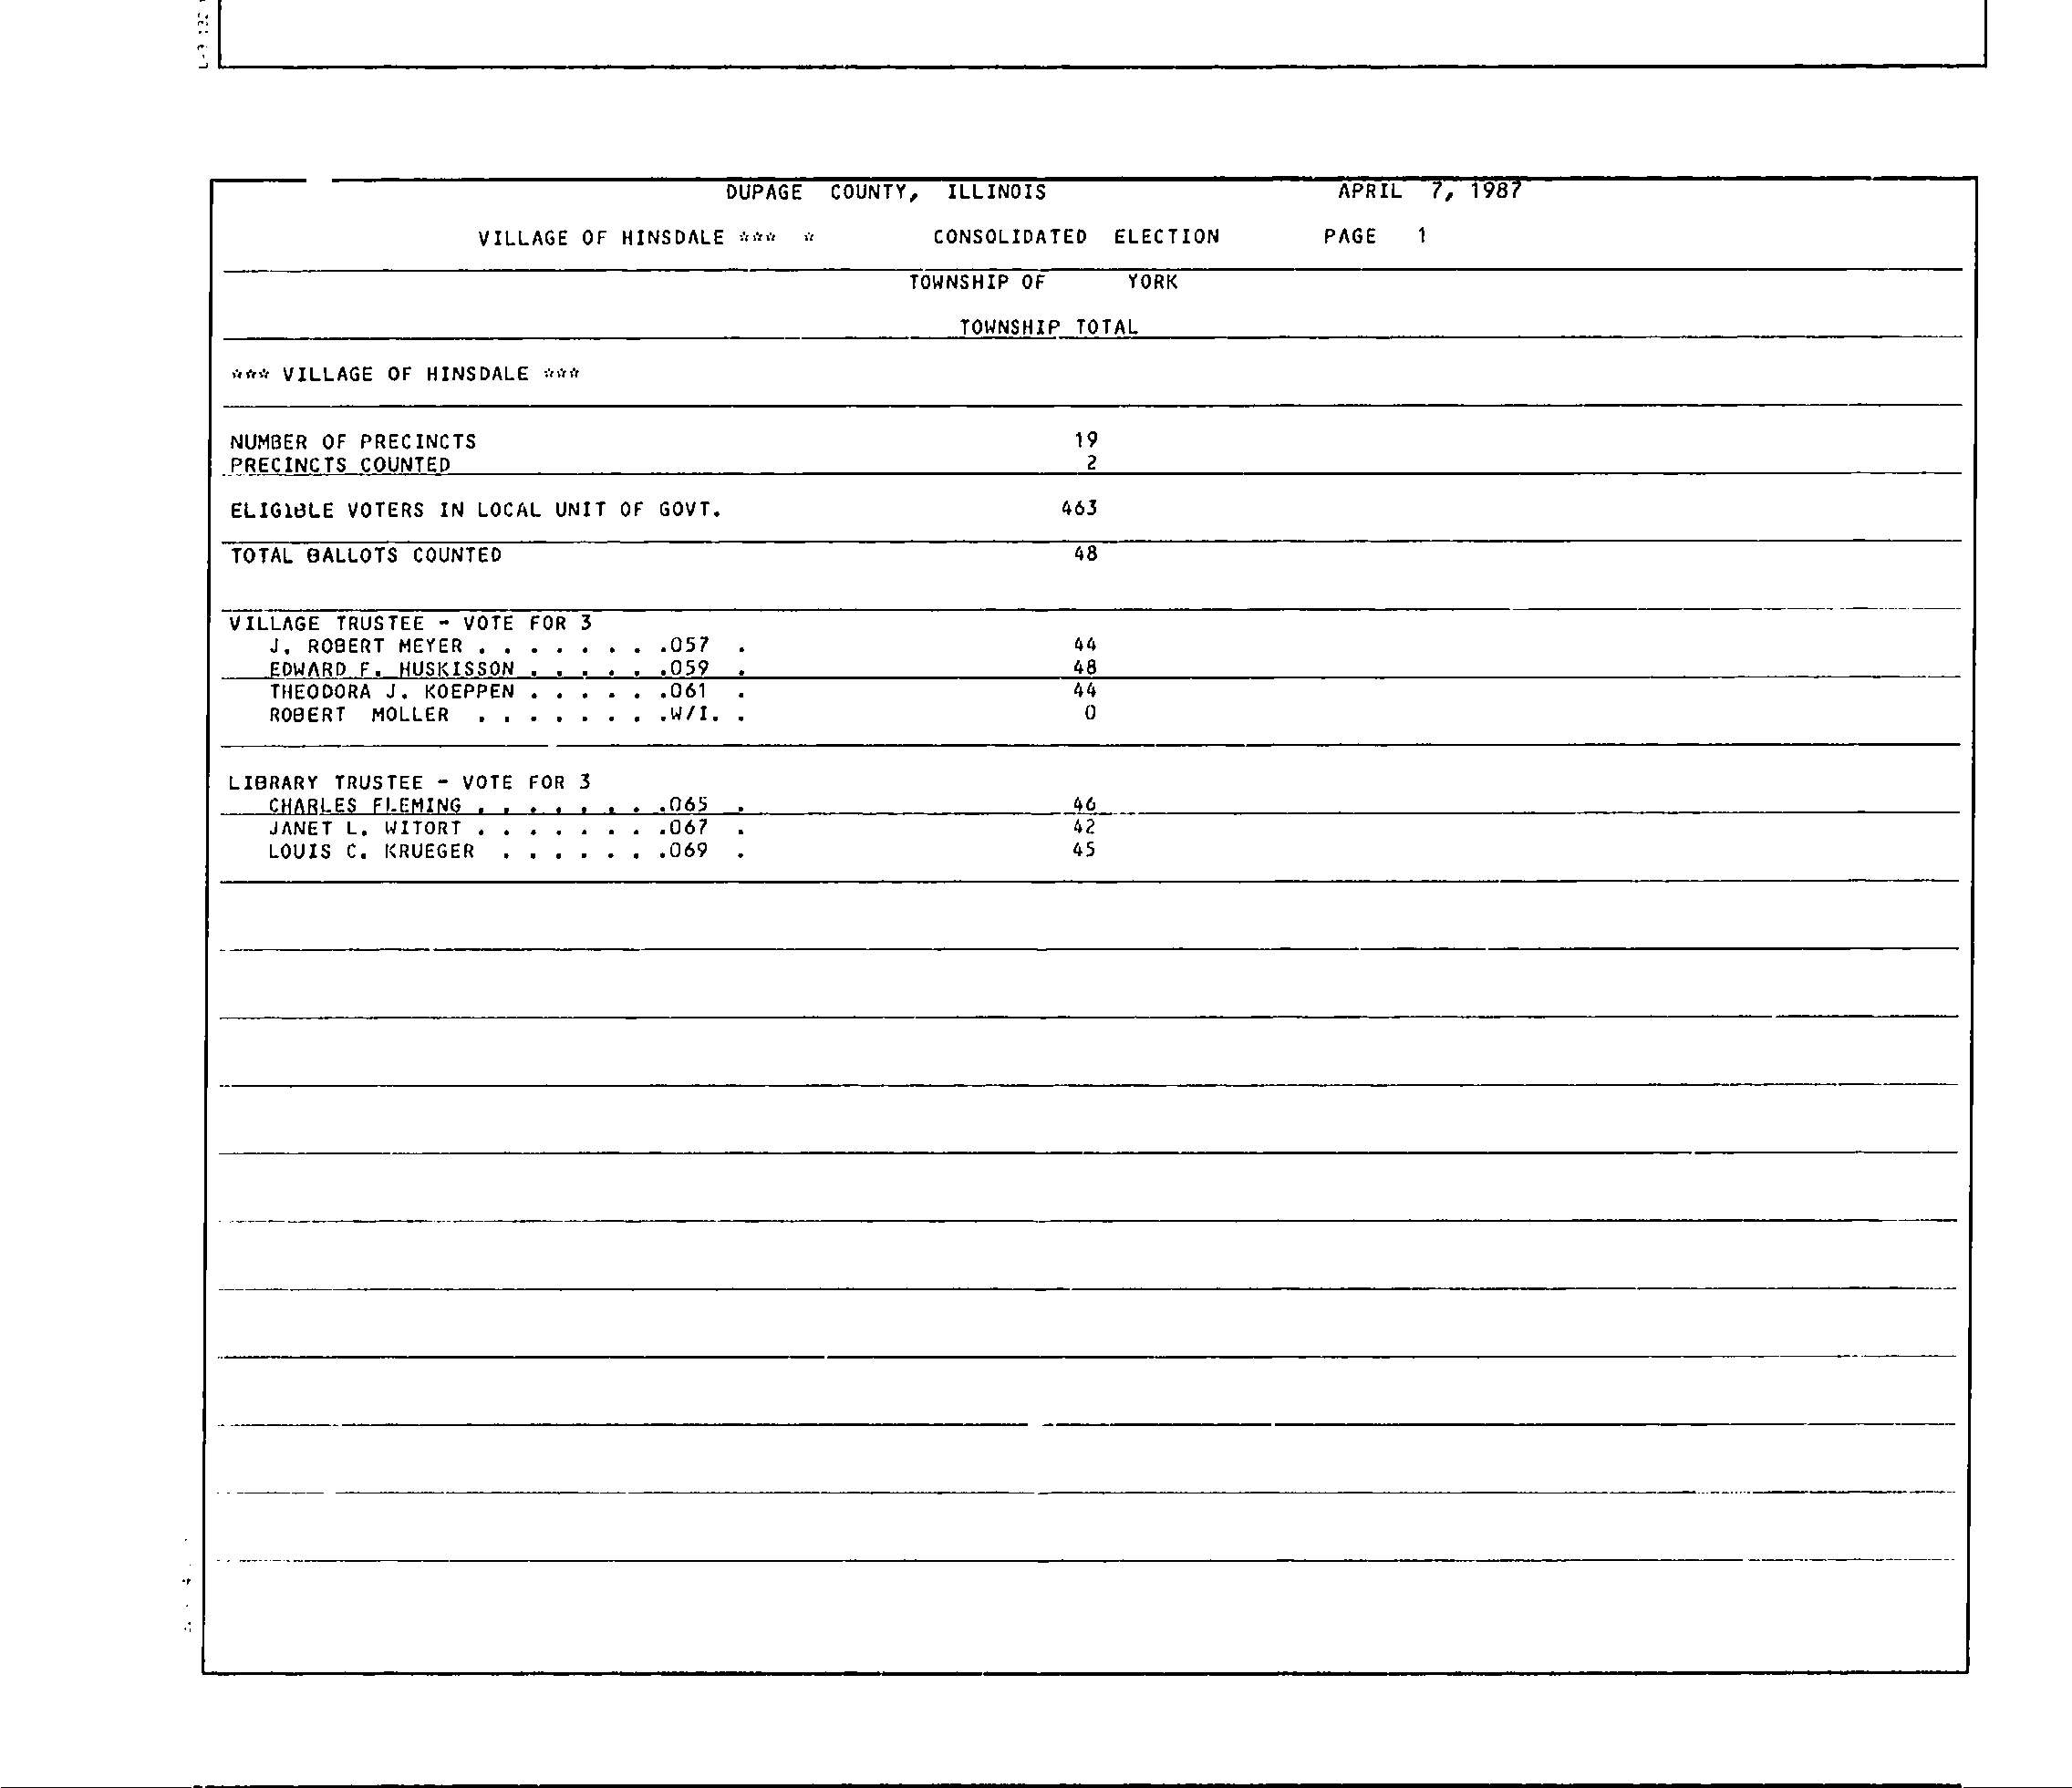 DUPAGE COUNTY, ILLINOIS APRIL 7, 1987
VILLAGE OF HINSDALE *** * CONSOLIDATED ELECTION PAGE 1
TOWNSHIP OF YORK
TOWNSHIP TOTAL
*** VILLAGE OF HINSDALE ***
NUMBER OF PRECINCTS 19
PRECINCTS COUNTED 2
ELIGIBLE VOTERS IN LOCAL UNIT OF GOVT. 463
TOTAL BALLOTS COUNTED 48
VILLAGE TRUSTEE - VOTE FOR 3
J. ROBERT MEYER . . . . . . . .057 . 44
EDWARD F. HUSKISSON . . . . . .059 . 48
THEODORA J. KOEPPEN . . . . . .061 . 44
ROBERT MOLLER . . . . . . . .W/I. . 0
LIBRARY TRUSTEE - VOTE FOR 3
CHARLES FLEMING . . . . . . . .065 . 46
JANET L. WITORT . . . . . . . .067 . 42
LOUIS C. KRUEGER . . . . . . .069 . 45